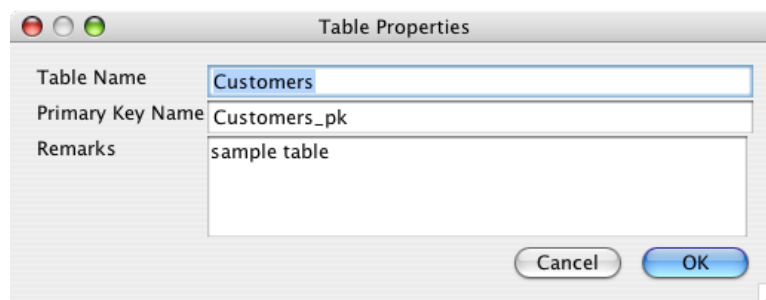 Table Properties
Table Name Customers
Primary Key Name Customers_pk
Remarks sample table
Cancel OK